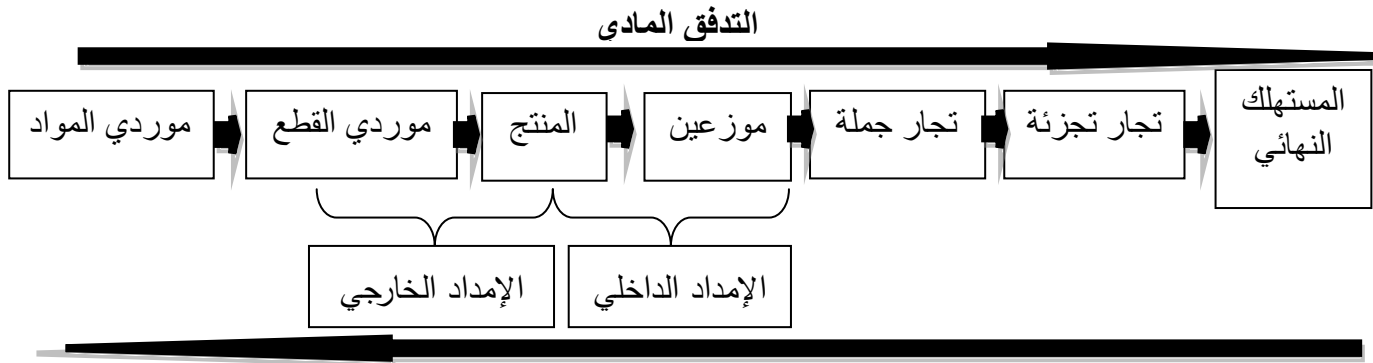 التدفق المادي
موردي المواد
موردي القطع
المنتج
موزعين
تجار جملة
تجار تجزئة
المستهلك
النهائي
الإمداد الخارجي
الإمداد الداخلي